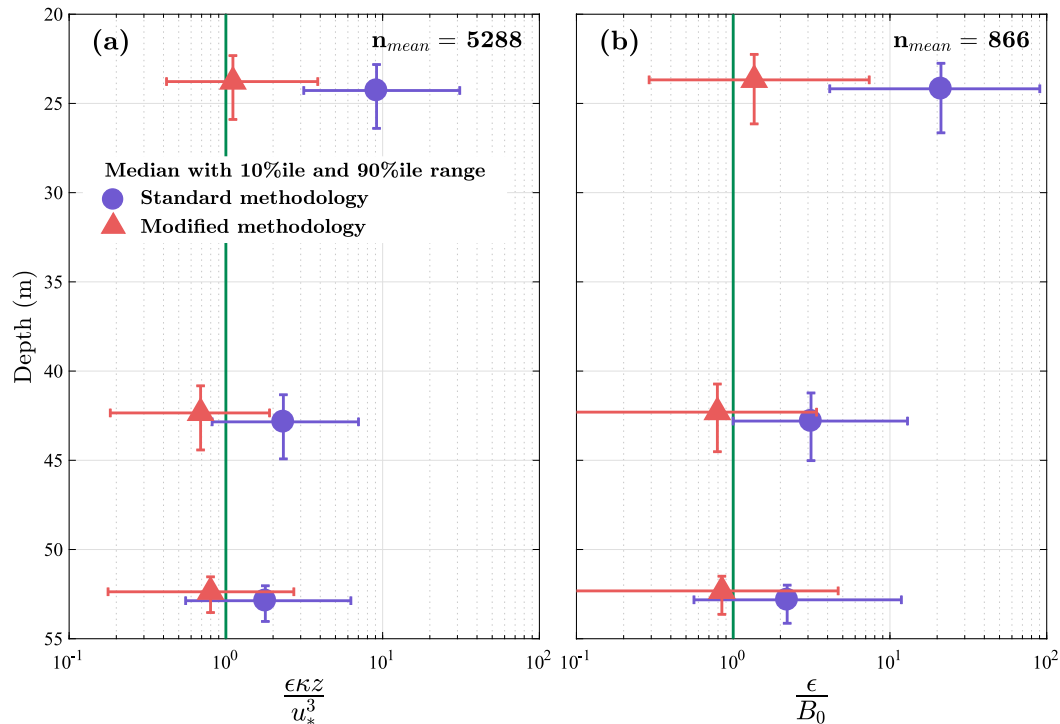 (a) n_mean = 5288
(b) n_mean = 866
20
25
30
35
40
45
50
55
Depth (m)
Median with 10%ile and 90%ile range
Standard methodology
Modified methodology
10^-1 10^0 10^1 10^2
10^-1 10^0 10^1 10^2
ϵκz
u_*^3
ϵ
B_0